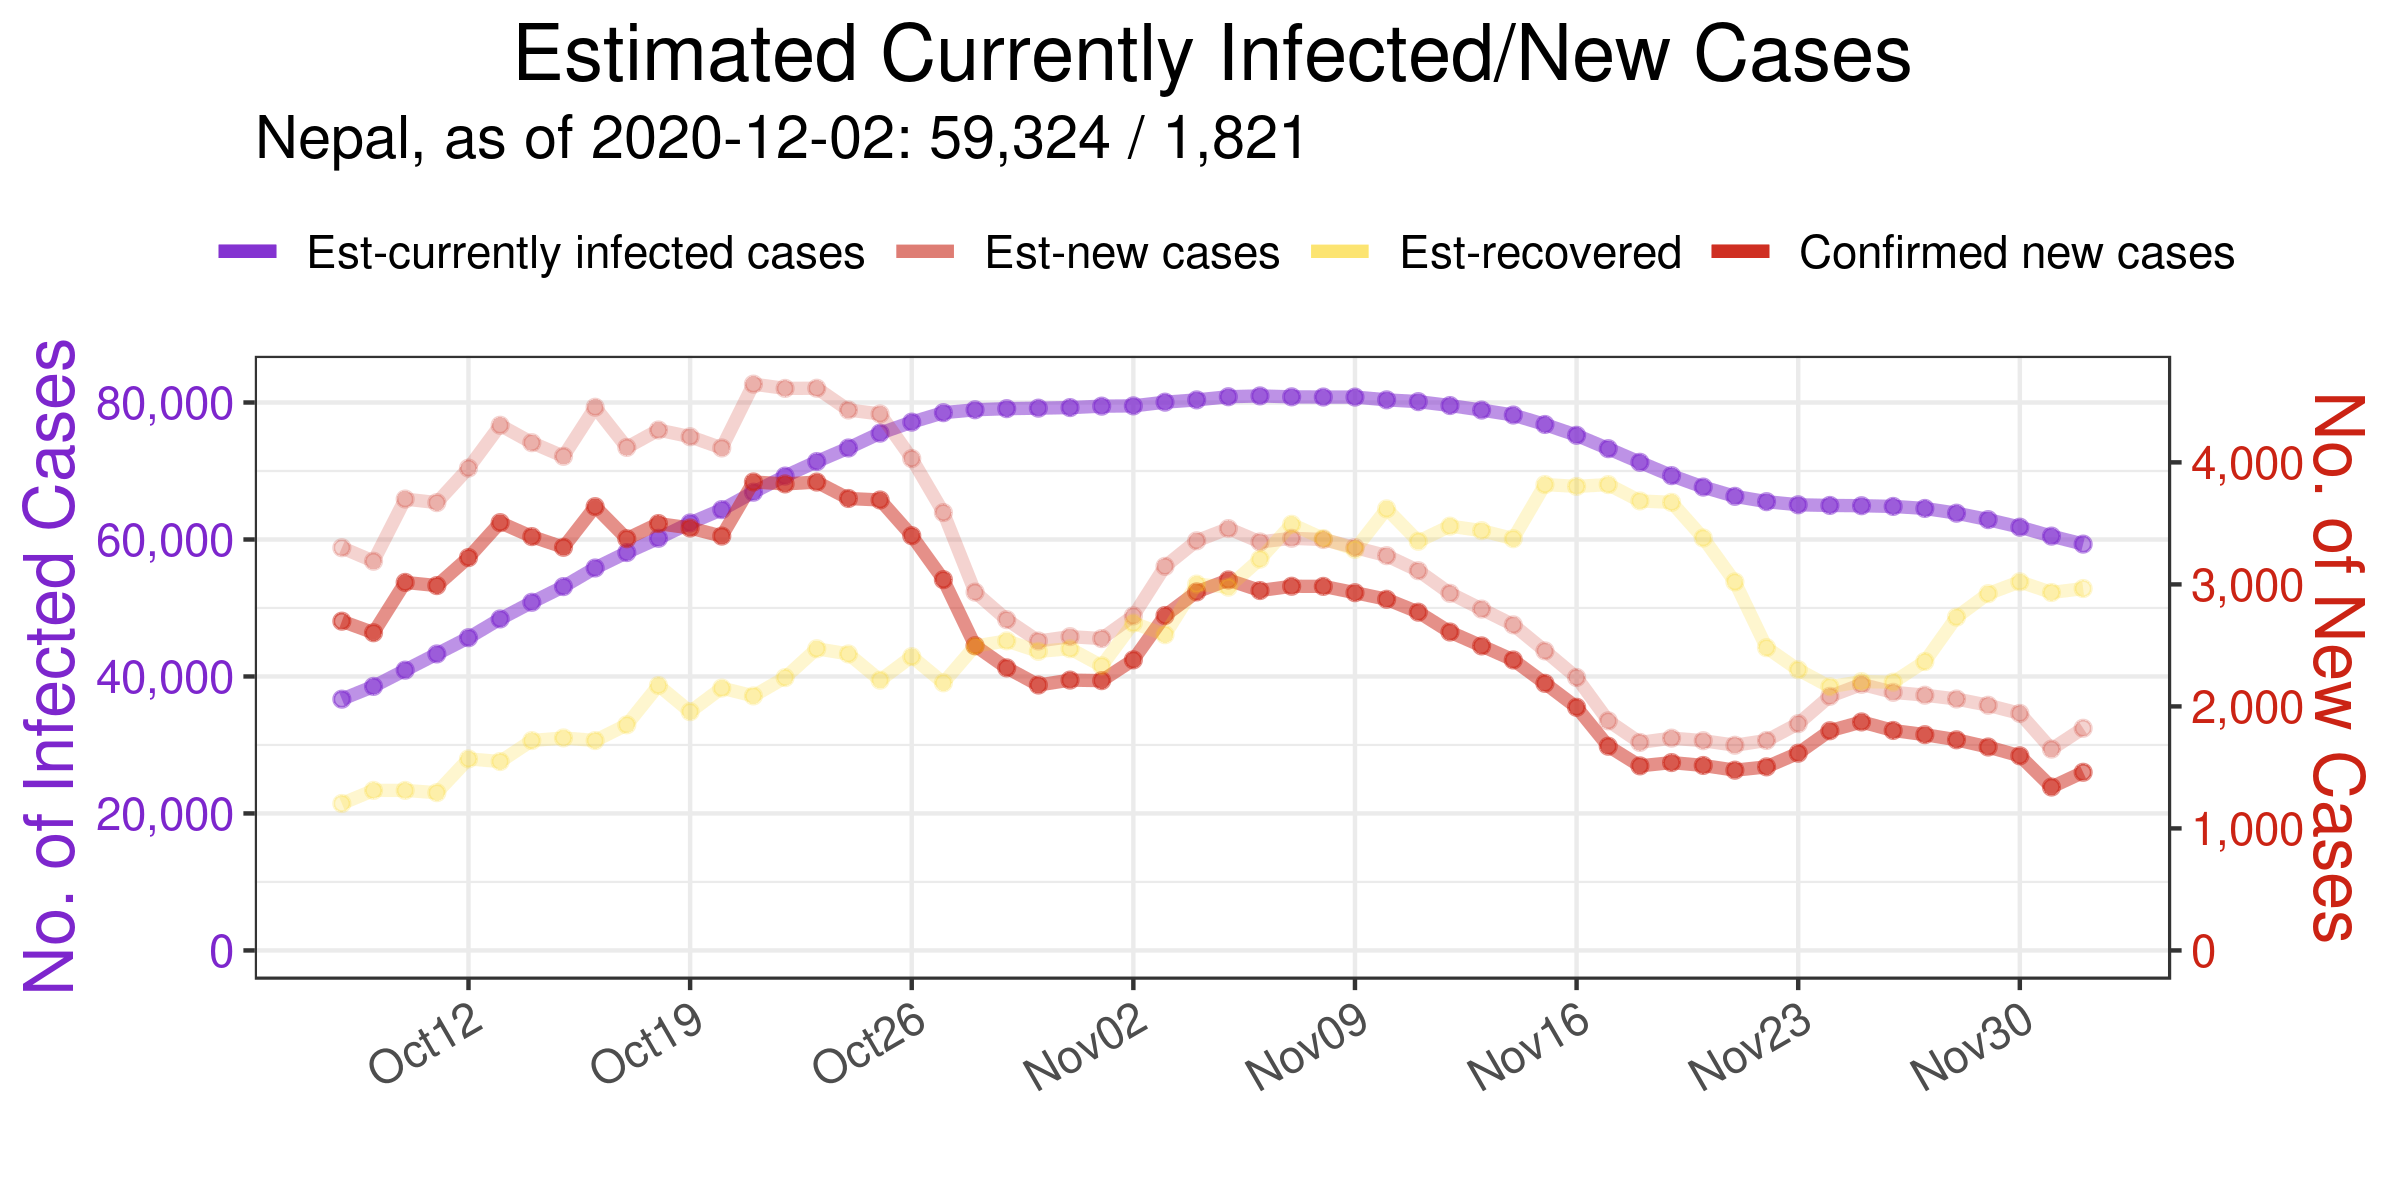 Estimated Currently Infected/New Cases
Nepal, as of 2020-12-02: 59,324 / 1,821
Est-currently infected cases Est-new cases Est-recovered Confirmed new cases
No. of Infected Cases
80,000
60,000
40,000
20,000
0
4,000
3,000
2,000
1,000
0
No. of New Cases
Oct12 Oct19 Oct26 Nov02 Nov09 Nov16 Nov23 Nov30